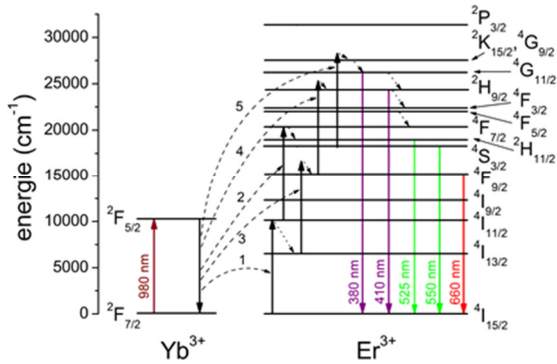 energie (cm⁻¹)
30000
25000
20000
15000
10000
5000
0
²F₅/₂
²F₇/₂
980 nm
Yb³⁺
1
2
3
4
5
380 nm
410 nm
525 nm
550 nm
660 nm
Er³⁺
²P₃/₂
²K₁₅/₂,⁴G₉/₂
⁴G₁₁/₂
²H₉/₂
⁴F₃/₂
⁴F₅/₂
⁴F₇/₂
²H₁₁/₂
⁴S₃/₂
⁴F₉/₂
⁴I₉/₂
⁴I₁₁/₂
⁴I₁₃/₂
⁴I₁₅/₂